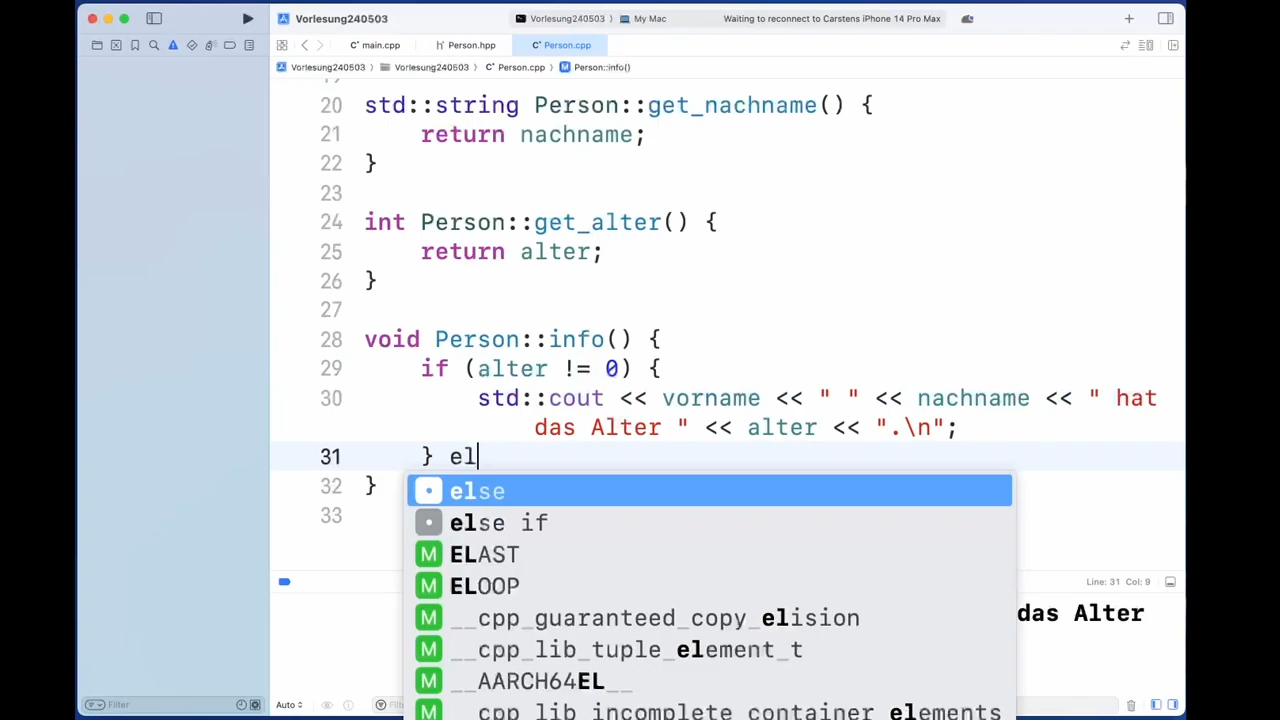 Vorlesung240503
Vorlesung240503 〉 My Mac
Waiting to reconnect to Carstens iPhone 14 Pro Max
main.cpp
Person.hpp
Person.cpp
Vorlesung240503 〉 Vorlesung240503 〉 Person.cpp 〉 M Person::info()
20 std::string Person::get_nachname() {
21 return nachname;
22 }
23
24 int Person::get_alter() {
25 return alter;
26 }
27
28 void Person::info() {
29 if (alter != 0) {
30 std::cout << vorname << " " << nachname << " hat
das Alter " << alter << ".\n";
31 } el
32 }
33
else
else if
M ELAST
M ELOOP
M __cpp_guaranteed_copy_elision
M __cpp_lib_tuple_element_t
M __AARCH64EL__
M __cpp_lib_incomplete_container_elements
Line: 31 Col: 9
das Alter
Filter
Auto